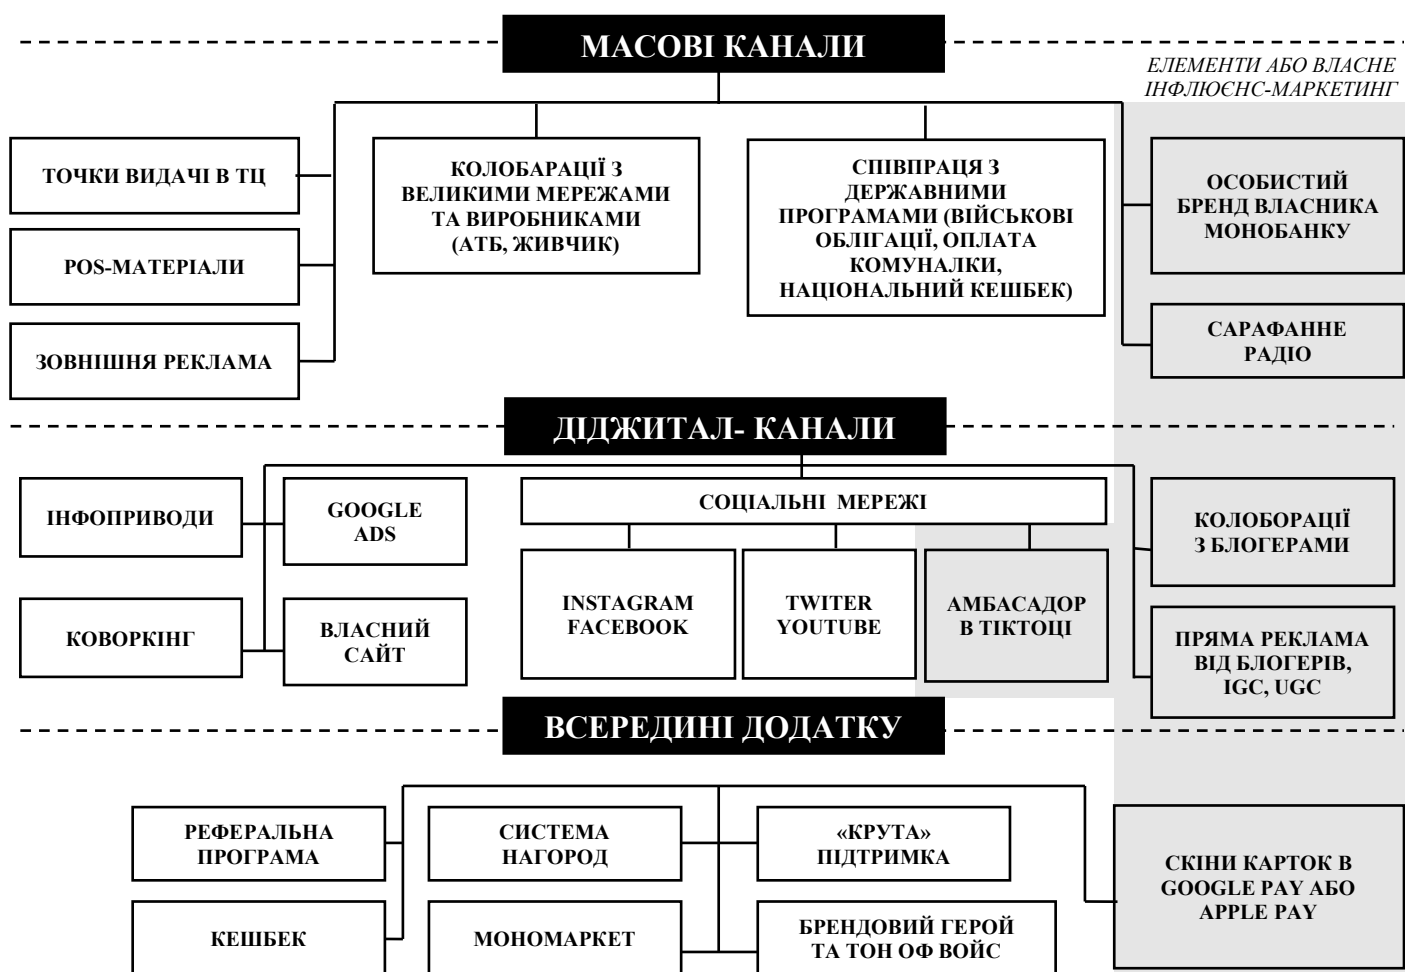 МАСОВІ КАНАЛИ
ЕЛЕМЕНТИ АБО ВЛАСНЕ
ІНФЛЮЄНС-МАРКЕТИНГ
ТОЧКИ ВИДАЧІ В ТЦ
POS-МАТЕРІАЛИ
ЗОВНІШНЯ РЕКЛАМА
КОЛОБАРАЦІЇ З
ВЕЛИКИМИ МЕРЕЖАМИ
ТА ВИРОБНИКАМИ
(АТБ, ЖИВЧИК)
СПІВПРАЦЯ З
ДЕРЖАВНИМИ
ПРОГРАМАМИ (ВІЙСЬКОВІ
ОБЛІГАЦІЇ, ОПЛАТА
КОМУНАЛКИ,
НАЦІОНАЛЬНИЙ КЕШБЕК)
ОСОБИСТИЙ
БРЕНД ВЛАСНИКА
МОНОБАНКУ
САРАФАННЕ
РАДІО
ДІДЖИТАЛ- КАНАЛИ
ІНФОПРИВОДИ
GOOGLE
ADS
КОВОРКІНГ
ВЛАСНИЙ
САЙТ
СОЦІАЛЬНІ МЕРЕЖІ
INSTAGRAM
FACEBOOK
TWITER
YOUTUBE
АМБАСАДОР
В ТІКТОЦІ
КОЛОБОРАЦІЇ
З БЛОГЕРАМИ
ПРЯМА РЕКЛАМА
ВІД БЛОГЕРІВ,
IGC, UGC
ВСЕРЕДИНІ ДОДАТКУ
РЕФЕРАЛЬНА
ПРОГРАМА
СИСТЕМА
НАГОРОД
«КРУТА»
ПІДТРИМКА
КЕШБЕК
МОНОМАРКЕТ
БРЕНДОВИЙ ГЕРОЙ
ТА ТОН ОФ ВОЙС
СКІНИ КАРТОК В
GOOGLE PAY АБО
APPLE PAY